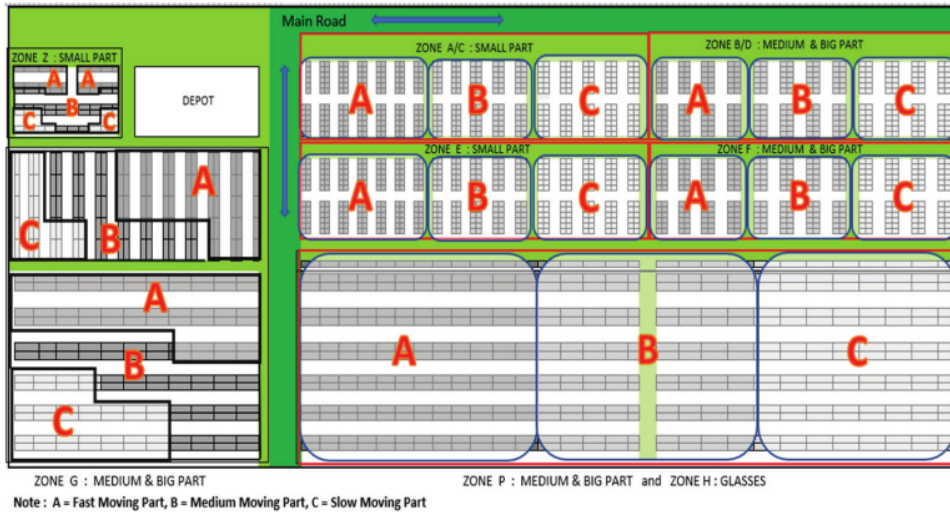 Main Road
ZONE Z : SMALL PART
A A
B
C C
DEPOT
ZONE A/C : SMALL PART
ZONE B/D : MEDIUM & BIG PART
A B C A B C
ZONE E : SMALL PART
ZONE F : MEDIUM & BIG PART
A B C A B C
A
C B
A
B
C
A B C
ZONE G : MEDIUM & BIG PART
ZONE P : MEDIUM & BIG PART and ZONE H : GLASSES
Note : A = Fast Moving Part, B = Medium Moving Part, C = Slow Moving Part